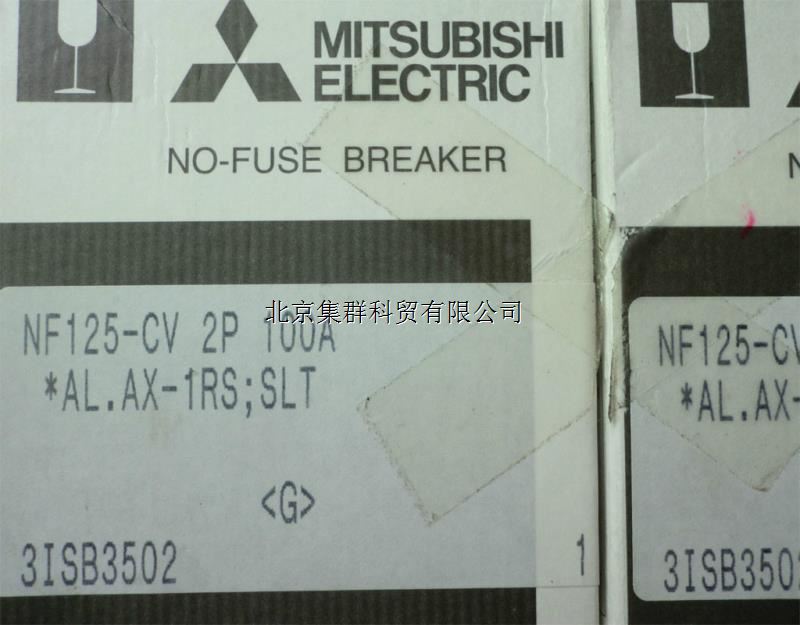 MITSUBISHI
ELECTRIC
NO-FUSE BREAKER
北京集群科贸有限公司
NF125-CV 2P 100A
*AL.AX-1RS;SLT
<G>
3ISB3502
1
NF125-CV
*AL.AX-
3ISB3502